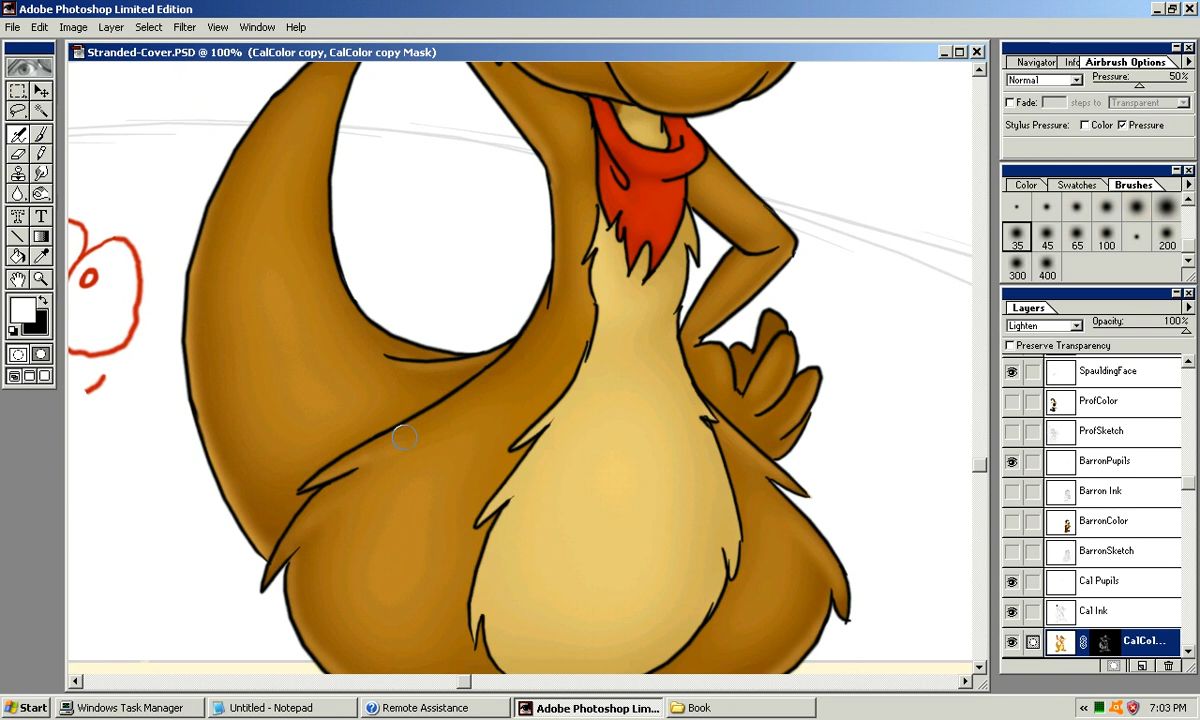 Adobe Photoshop Limited Edition
File Edit Image Layer Select Filter View Window Help
Stranded-Cover.PSD @ 100% (CalColor copy, CalColor copy Mask)
Navigator Info Airbrush Options
Normal Pressure: 50%
Fade: steps to Transparent
Stylus Pressure: Color Pressure
Color Swatches Brushes
35 45 65 100 200
300 400
Layers
Lighten Opacity: 100%
Preserve Transparency
SpauldingFace
ProfColor
ProfSketch
BarronPupils
Barron Ink
BarronColor
BarronSketch
Cal Pupils
Cal Ink
CalCol...
Start Windows Task Manager Untitled - Notepad Remote Assistance Adobe Photoshop Lim... Book 7:03 PM